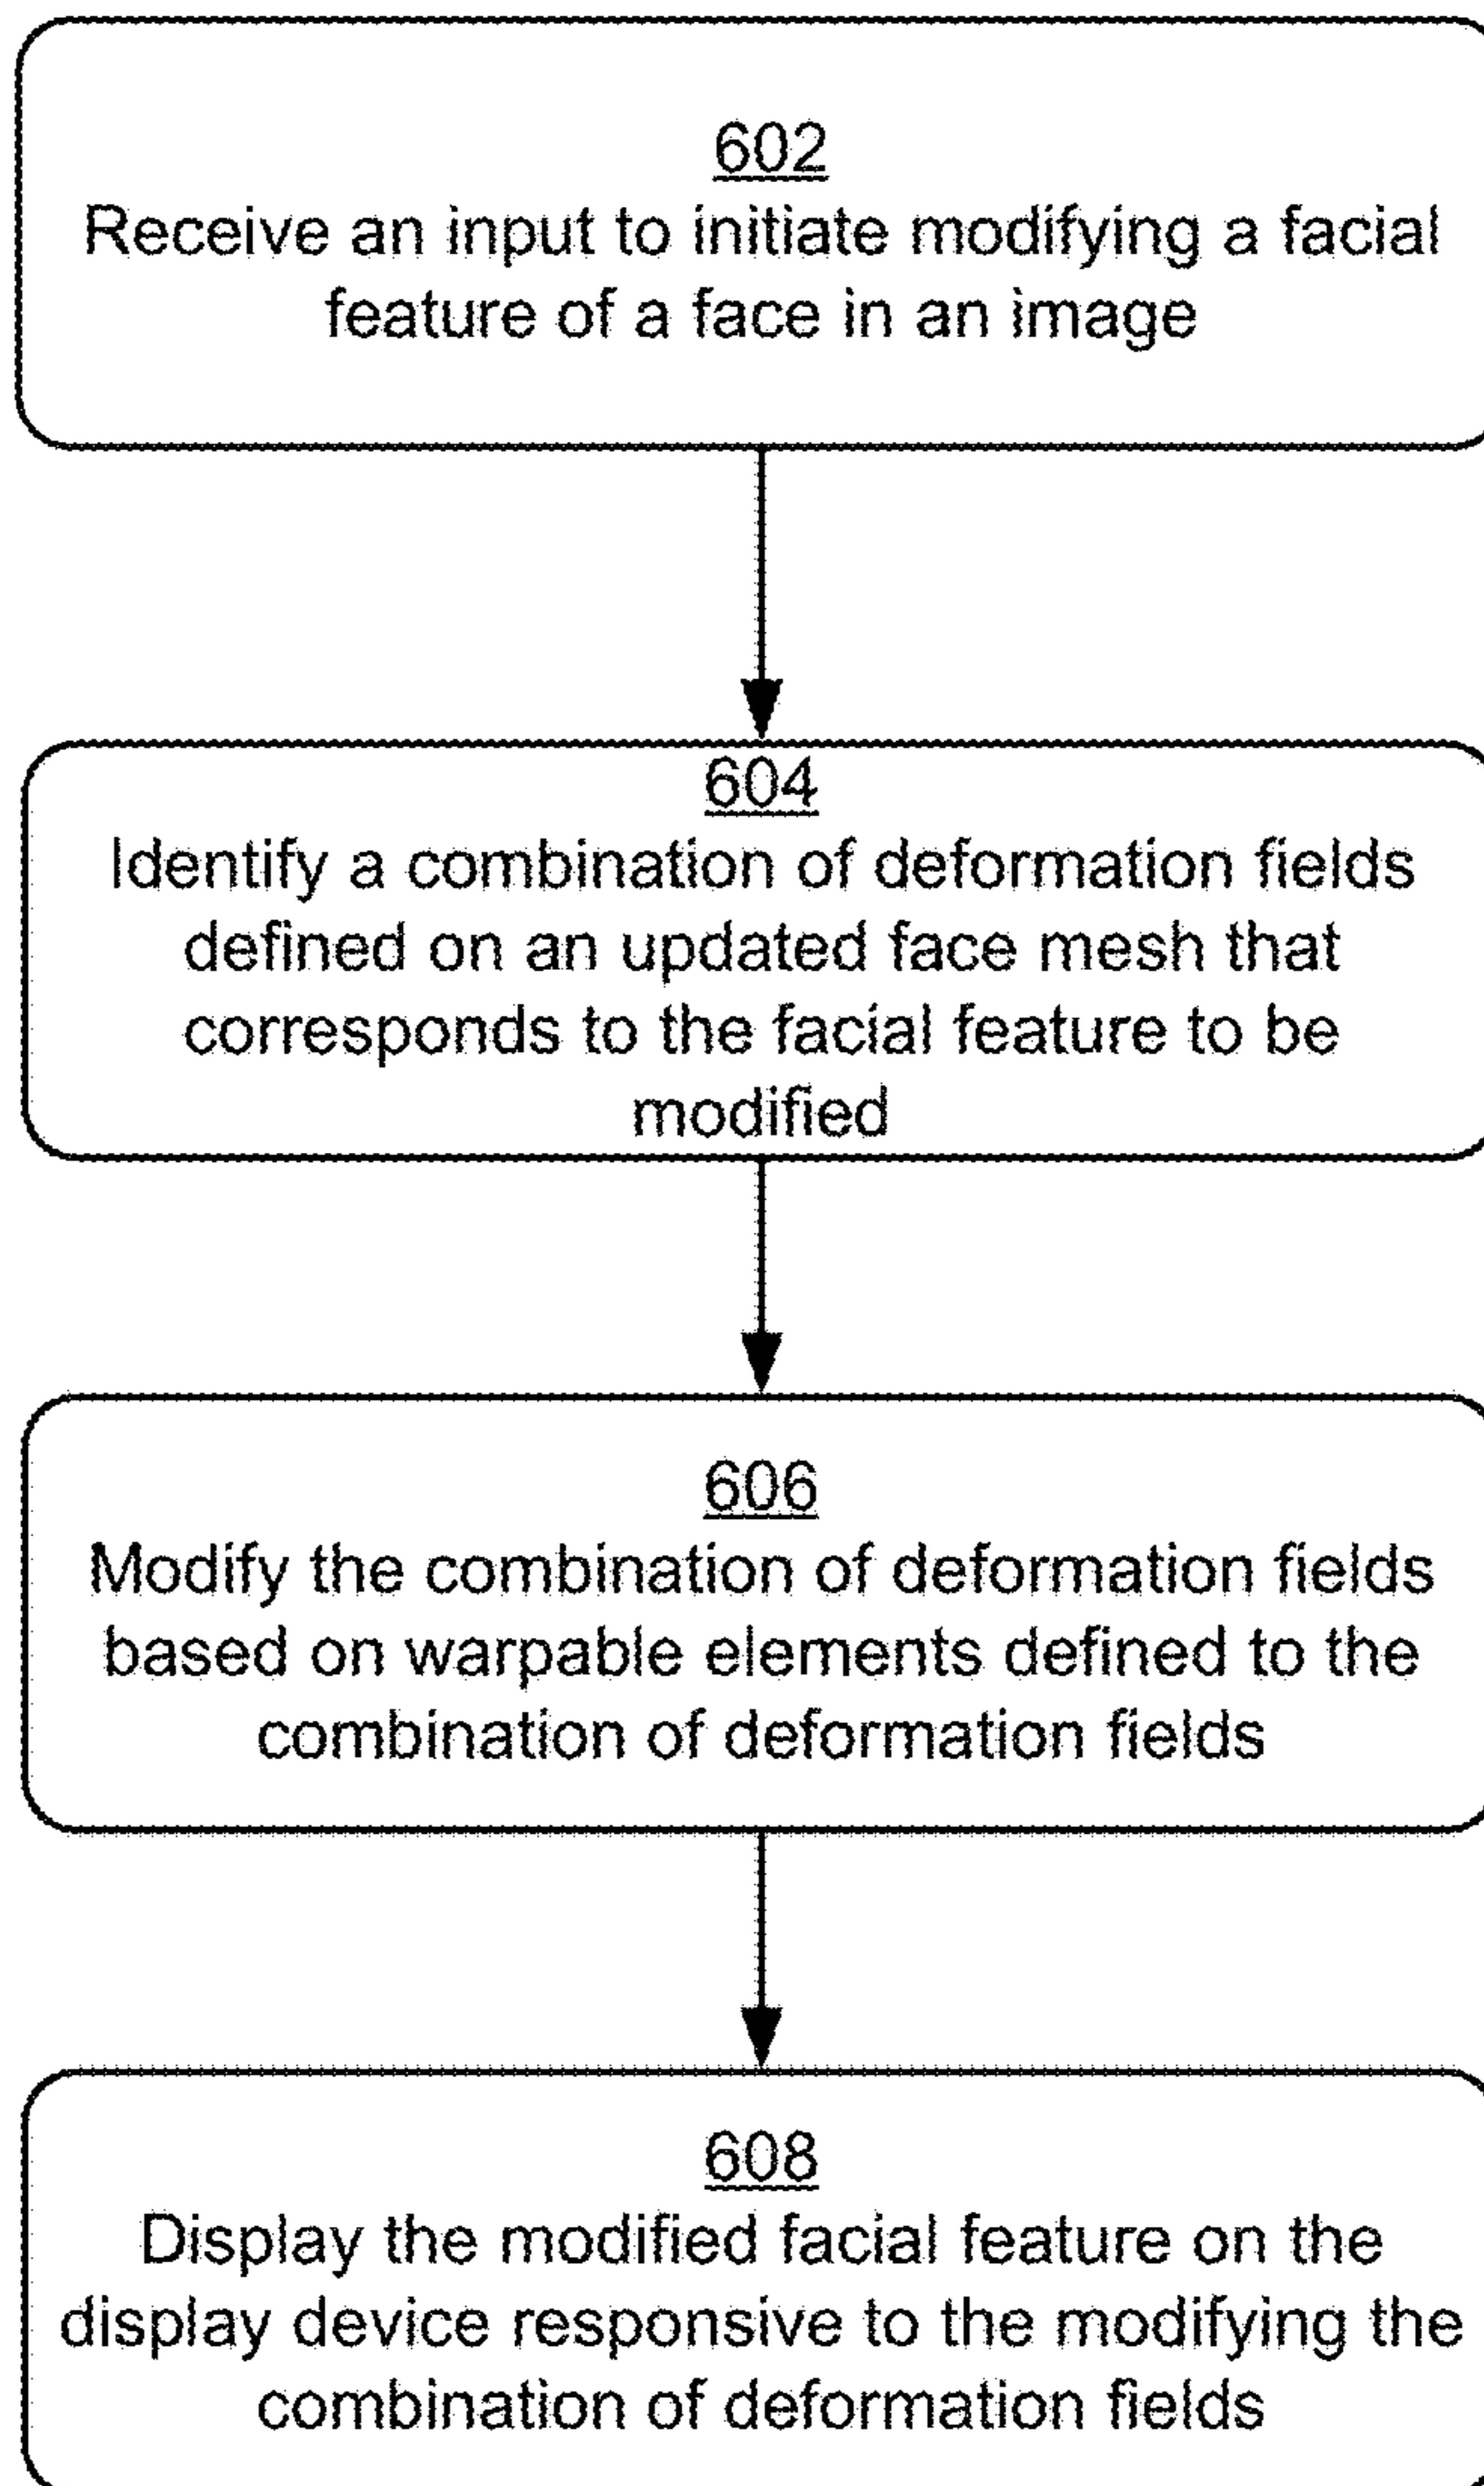 602
Receive an input to initiate modifying a facial
feature of a face in an image
604
Identify a combination of deformation fields
defined on an updated face mesh that
corresponds to the facial feature to be
modified
606
Modify the combination of deformation fields
based on warpable elements defined to the
combination of deformation fields
608
Display the modified facial feature on the
display device responsive to the modifying the
combination of deformation fields